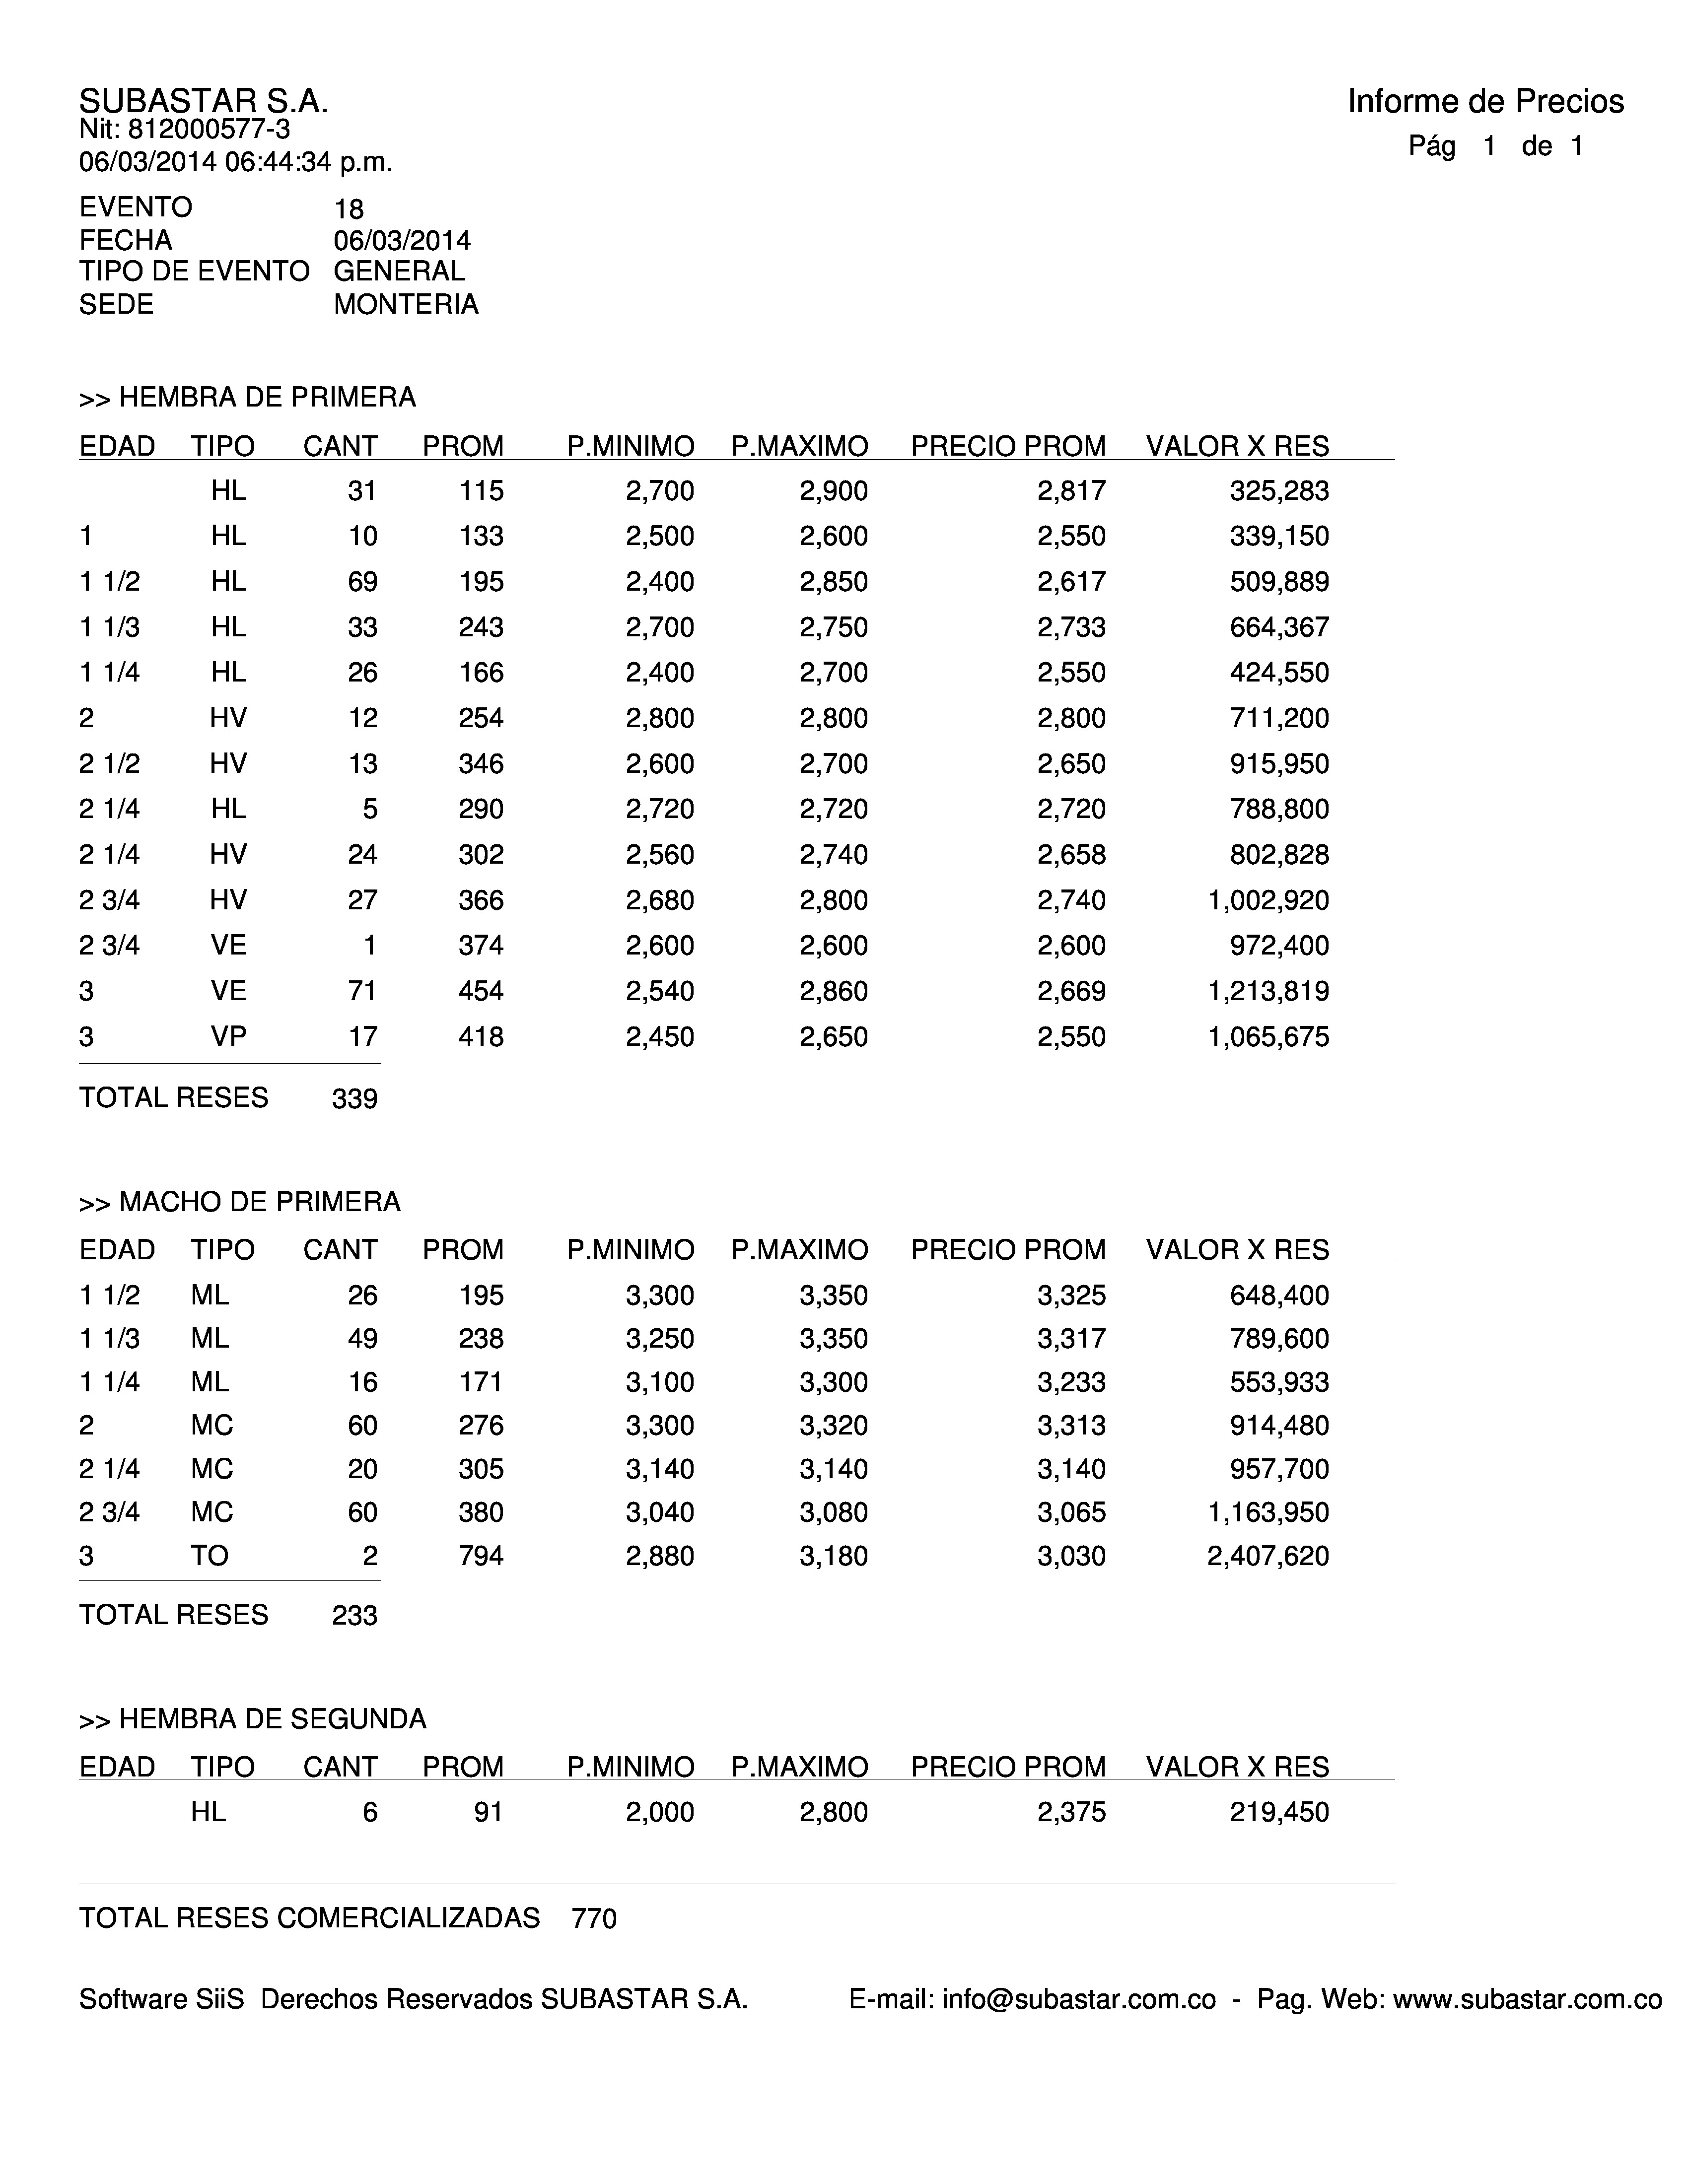 SUBASTAR S.A.
Informe de Precios
Nit: 812000577-3
Pág 1 de 1
06/03/2014 06:44:34 p.m.
EVENTO 18
FECHA 06/03/2014
TIPO DE EVENTO GENERAL
SEDE MONTERIA
>> HEMBRA DE PRIMERA
EDAD TIPO CANT PROM P.MINIMO P.MAXIMO PRECIO PROM VALOR X RES
HL 31 115 2,700 2,900 2,817 325,283
1 HL 10 133 2,500 2,600 2,550 339,150
1 1/2 HL 69 195 2,400 2,850 2,617 509,889
1 1/3 HL 33 243 2,700 2,750 2,733 664,367
1 1/4 HL 26 166 2,400 2,700 2,550 424,550
2 HV 12 254 2,800 2,800 2,800 711,200
2 1/2 HV 13 346 2,600 2,700 2,650 915,950
2 1/4 HL 5 290 2,720 2,720 2,720 788,800
2 1/4 HV 24 302 2,560 2,740 2,658 802,828
2 3/4 HV 27 366 2,680 2,800 2,740 1,002,920
2 3/4 VE 1 374 2,600 2,600 2,600 972,400
3 VE 71 454 2,540 2,860 2,669 1,213,819
3 VP 17 418 2,450 2,650 2,550 1,065,675
TOTAL RESES 339
>> MACHO DE PRIMERA
EDAD TIPO CANT PROM P.MINIMO P.MAXIMO PRECIO PROM VALOR X RES
1 1/2 ML 26 195 3,300 3,350 3,325 648,400
1 1/3 ML 49 238 3,250 3,350 3,317 789,600
1 1/4 ML 16 171 3,100 3,300 3,233 553,933
2 MC 60 276 3,300 3,320 3,313 914,480
2 1/4 MC 20 305 3,140 3,140 3,140 957,700
2 3/4 MC 60 380 3,040 3,080 3,065 1,163,950
3 TO 2 794 2,880 3,180 3,030 2,407,620
TOTAL RESES 233
>> HEMBRA DE SEGUNDA
EDAD TIPO CANT PROM P.MINIMO P.MAXIMO PRECIO PROM VALOR X RES
HL 6 91 2,000 2,800 2,375 219,450
TOTAL RESES COMERCIALIZADAS 770
Software SiiS Derechos Reservados SUBASTAR S.A. E-mail: info@subastar.com.co - Pag. Web: www.subastar.com.co